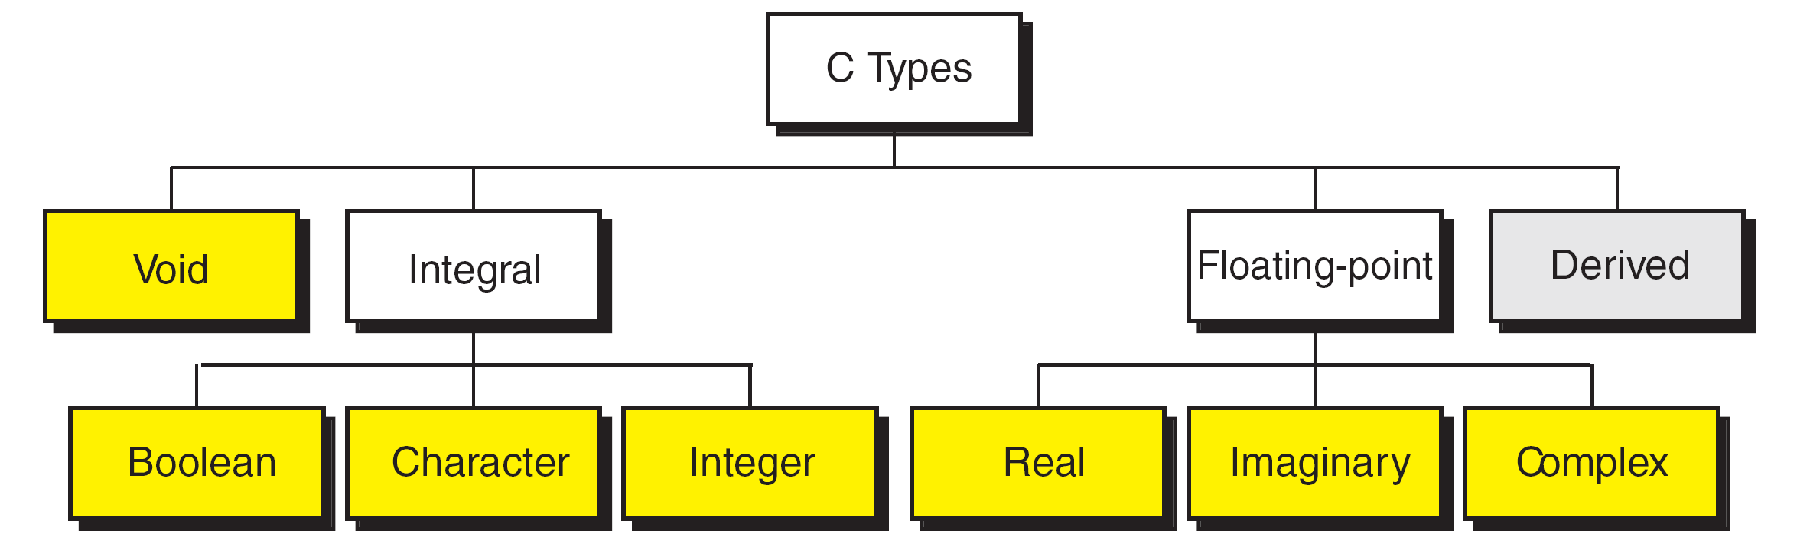 C Types
Void
Integral
Floating-point
Derived
Boolean
Character
Integer
Real
Imaginary
Complex